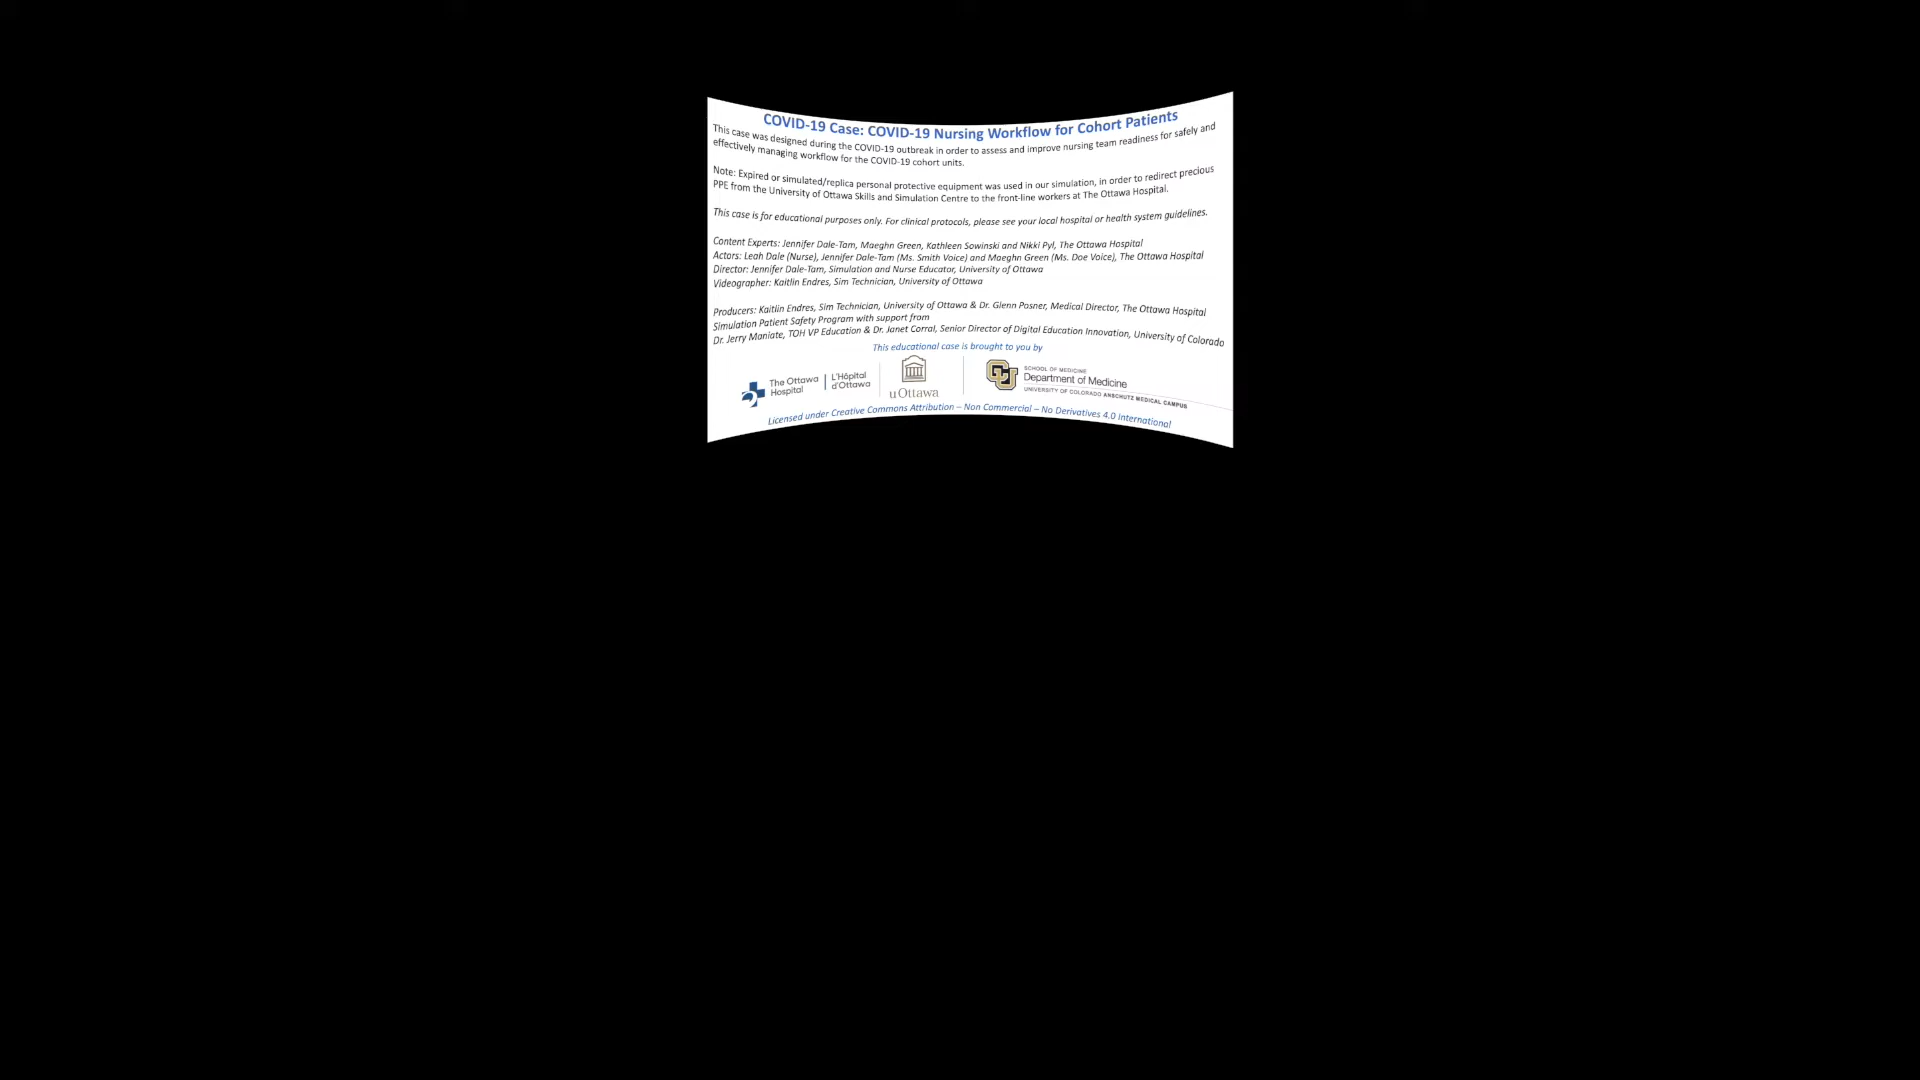 COVID-19 Case: COVID-19 Nursing Workflow for Cohort Patients
This case was designed during the COVID-19 outbreak in order to assess and improve nursing team readiness for safely and
effectively managing workflow for the COVID-19 cohort units.
Note: Expired or simulated/replica personal protective equipment was used in our simulation, in order to redirect precious
PPE from the University of Ottawa Skills and Simulation Centre to the front-line workers at The Ottawa Hospital.
This case is for educational purposes only. For clinical protocols, please see your local hospital or health system guidelines.
Content Experts: Jennifer Dale-Tam, Maeghn Green, Kathleen Sowinski and Nikki Pyl, The Ottawa Hospital
Actors: Leah Dale (Nurse), Jennifer Dale-Tam (Ms. Smith Voice) and Maeghn Green (Ms. Doe Voice), The Ottawa Hospital
Director: Jennifer Dale-Tam, Simulation and Nurse Educator, University of Ottawa
Videographer: Kaitlin Endres, Sim Technician, University of Ottawa
Producers: Kaitlin Endres, Sim Technician, University of Ottawa & Dr. Glenn Posner, Medical Director, The Ottawa Hospital
Simulation Patient Safety Program with support from
Dr. Jerry Maniate, TOH VP Education & Dr. Janet Corral, Senior Director of Digital Education Innovation, University of Colorado
This educational case is brought to you by
The Ottawa
Hospital
L'Hôpital
d'Ottawa
uOttawa
CU
SCHOOL OF MEDICINE
Department of Medicine
UNIVERSITY OF COLORADO ANSCHUTZ MEDICAL CAMPUS
Licensed under Creative Commons Attribution – Non Commercial – No Derivatives 4.0 International